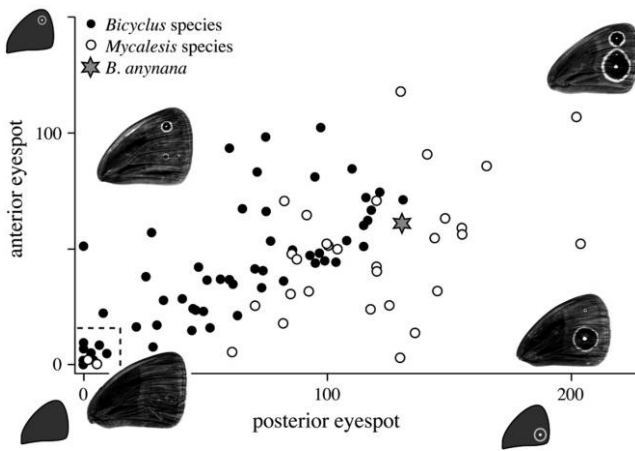 Bicyclus species
Mycalesis species
B. anynana
anterior eyespot
100
0
0
100
200
posterior eyespot